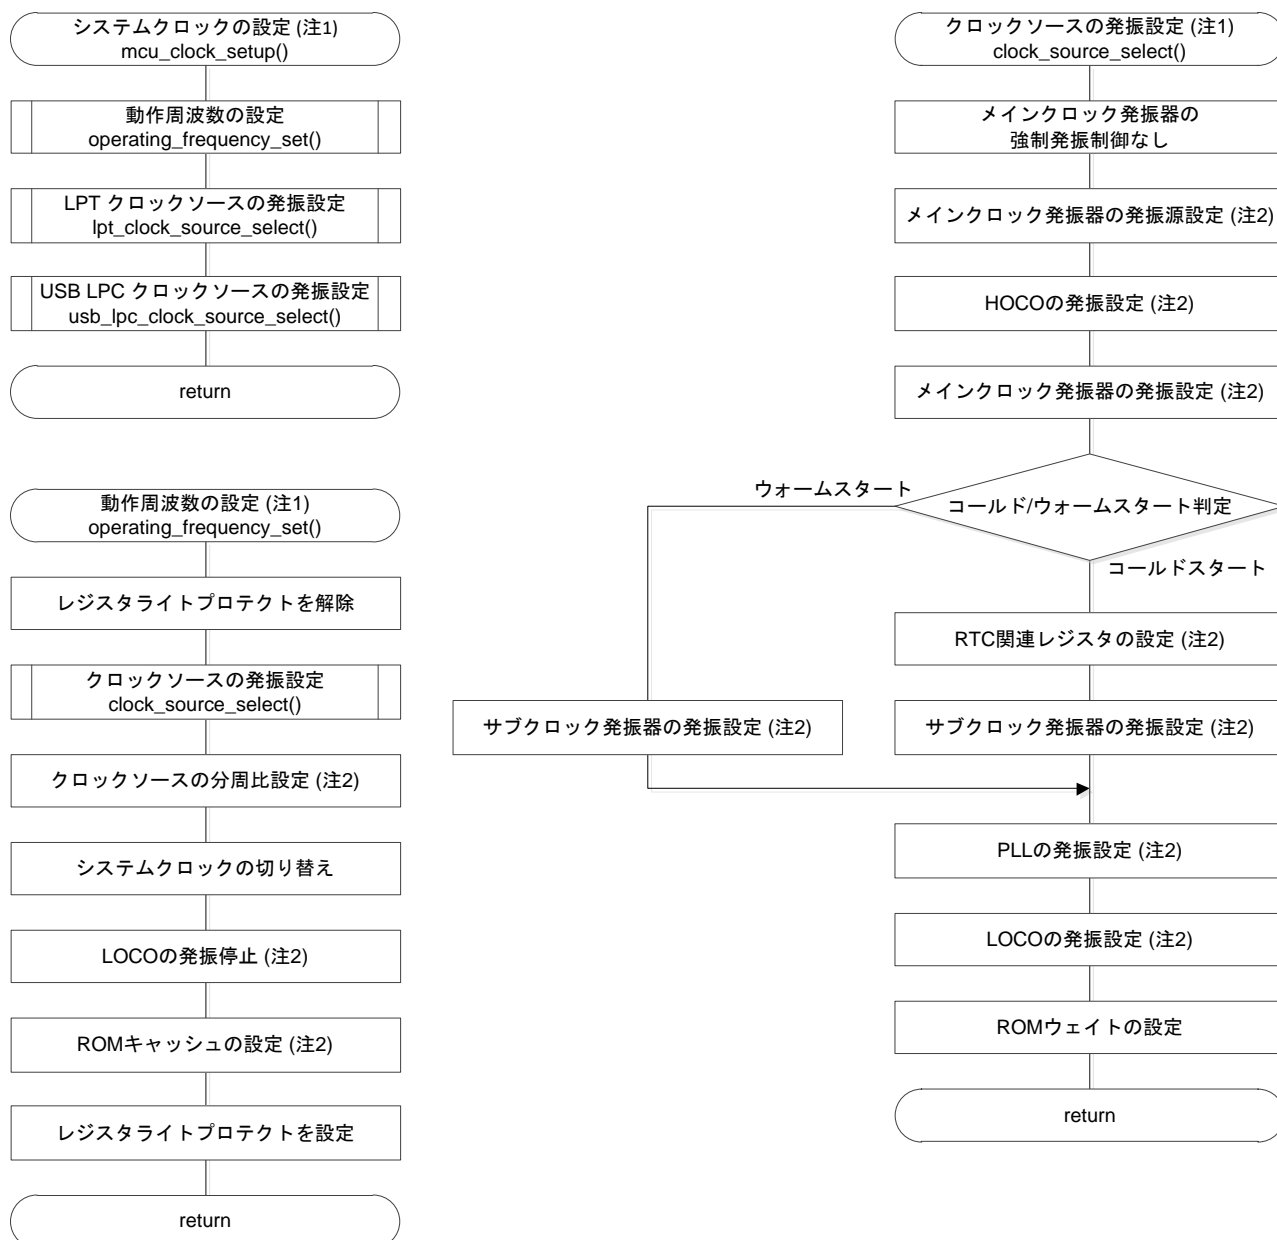 システムクロックの設定 (注1)
mcu_clock_setup()
動作周波数の設定
operating_frequency_set()
LPT クロックソースの発振設定
lpt_clock_source_select()
USB LPC クロックソースの発振設定
usb_lpc_clock_source_select()
return
動作周波数の設定 (注1)
operating_frequency_set()
レジスタライトプロテクトを解除
クロックソースの発振設定
clock_source_select()
クロックソースの分周比設定 (注2)
システムクロックの切り替え
LOCOの発振停止 (注2)
ROMキャッシュの設定 (注2)
レジスタライトプロテクトを設定
return
クロックソースの発振設定 (注1)
clock_source_select()
メインクロック発振器の
強制発振制御なし
メインクロック発振器の発振源設定 (注2)
HOCOの発振設定 (注2)
メインクロック発振器の発振設定 (注2)
コールド/ウォームスタート判定
ウォームスタート
コールドスタート
RTC関連レジスタの設定 (注2)
サブクロック発振器の発振設定 (注2)
サブクロック発振器の発振設定 (注2)
PLLの発振設定 (注2)
LOCOの発振設定 (注2)
ROMウェイトの設定
return